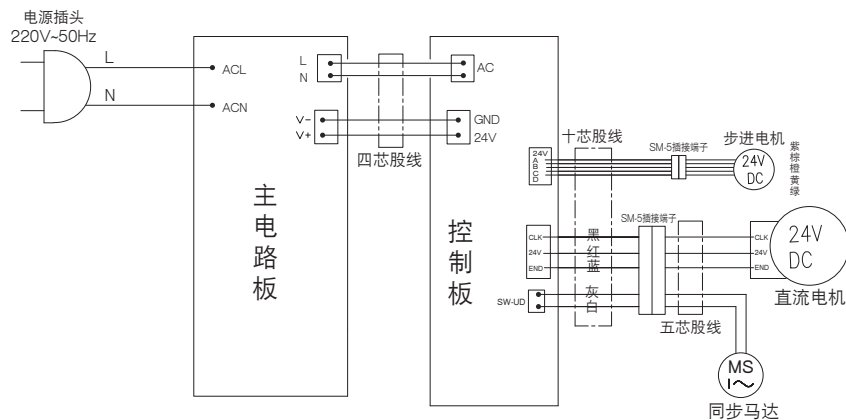 电源插头
220V~50Hz
L
N
ACL
ACN
主电路板
L
N
V-
V+
四芯股线
AC
GND
24V
控制板
24V
A
B
C
D
十芯股线
SM-5插接端子
步进电机
24V
DC
紫棕橙黄绿
CLK
24V
END
SW-UD
黑
红
蓝
灰
白
SM-5插接端子
五芯股线
CLK
24V
END
24V
DC
直流电机
MS
1~
同步马达